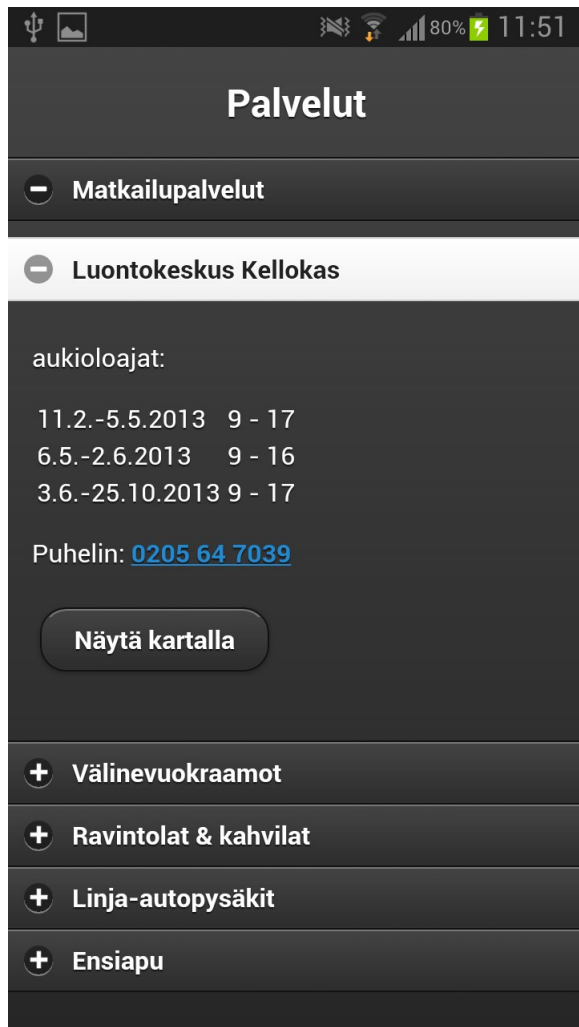 80% 11:51
Palvelut
Matkailupalvelut
Luontokeskus Kellokas
aukioloajat:
11.2.-5.5.2013 9 - 17
6.5.-2.6.2013 9 - 16
3.6.-25.10.2013 9 - 17
Puhelin: 0205 64 7039
Näytä kartalla
Välinevuokraamot
Ravintolat & kahvilat
Linja-autopysäkit
Ensiapu